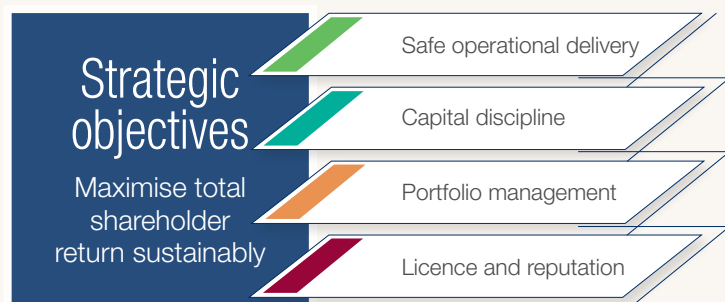 Strategic
objectives
Maximise total
shareholder
return sustainably
Safe operational delivery
Capital discipline
Portfolio management
Licence and reputation